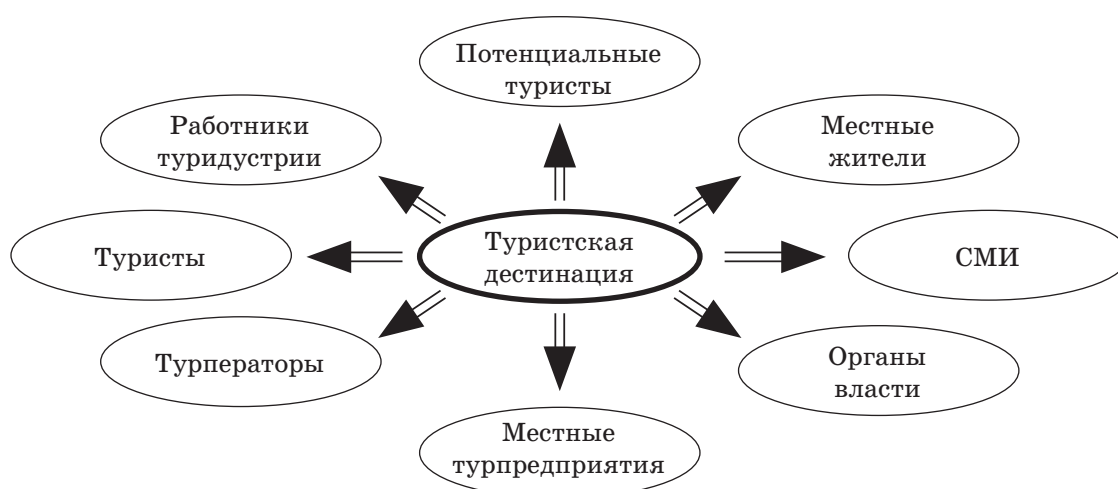 Потенциальные
туристы
Работники
туридустрии
Местные
жители
Туристы
Туристская
дестинация
СМИ
Турператоры
Органы
власти
Местные
турпредприятия